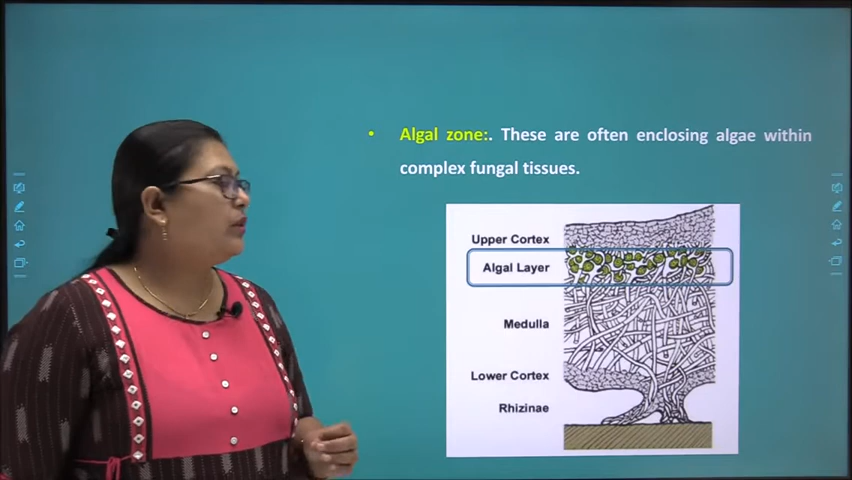 • Algal zone:. These are often enclosing algae within
complex fungal tissues.
Upper Cortex
Algal Layer
Medulla
Lower Cortex
Rhizinae